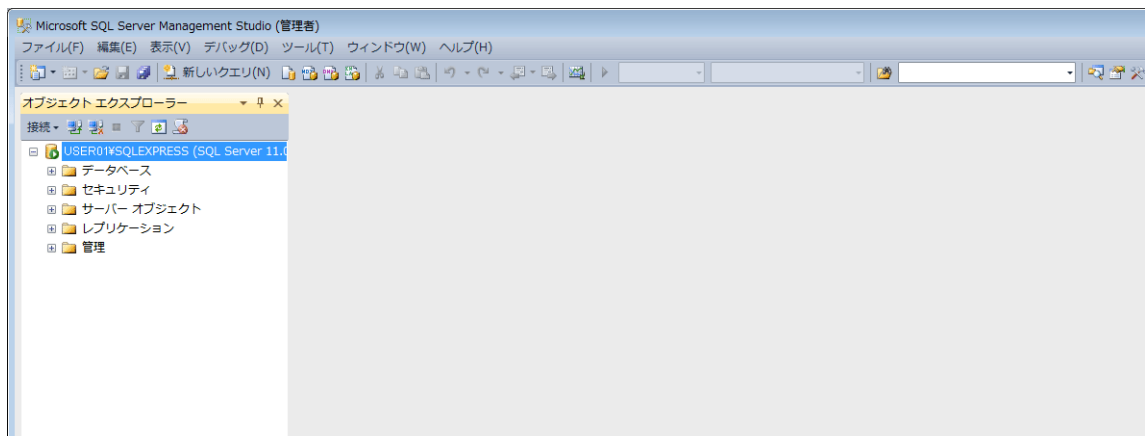 Microsoft SQL Server Management Studio (管理者)
ファイル(F) 編集(E) 表示(V) デバッグ(D) ツール(T) ウィンドウ(W) ヘルプ(H)
新しいクエリ(N)
オブジェクト エクスプローラー
接続
USER01¥SQLEXPRESS (SQL Server 11.0
データベース
セキュリティ
サーバー オブジェクト
レプリケーション
管理